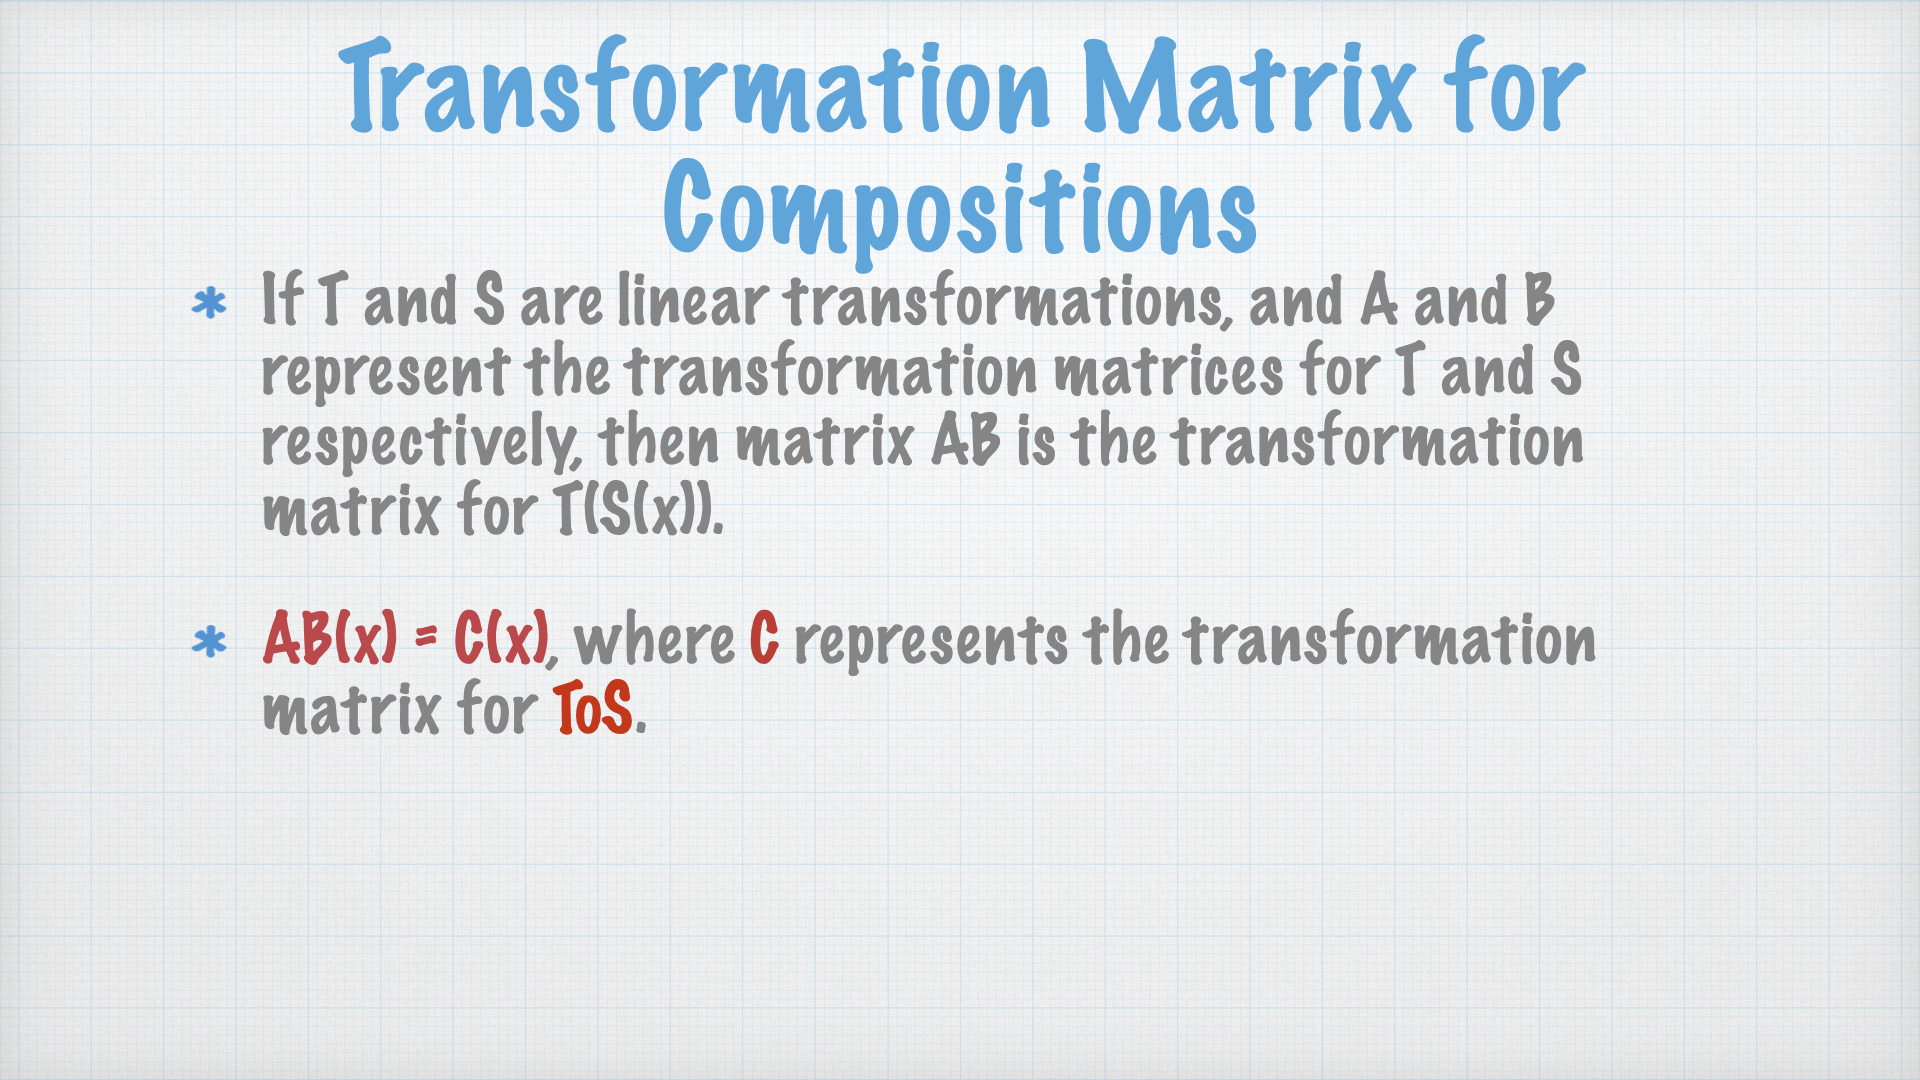 Transformation Matrix for
Compositions
* If T and S are linear transformations, and A and B
represent the transformation matrices for T and S
respectively, then matrix AB is the transformation
matrix for T(S(x)).
* AB(x) = C(x), where C represents the transformation
matrix for ToS.